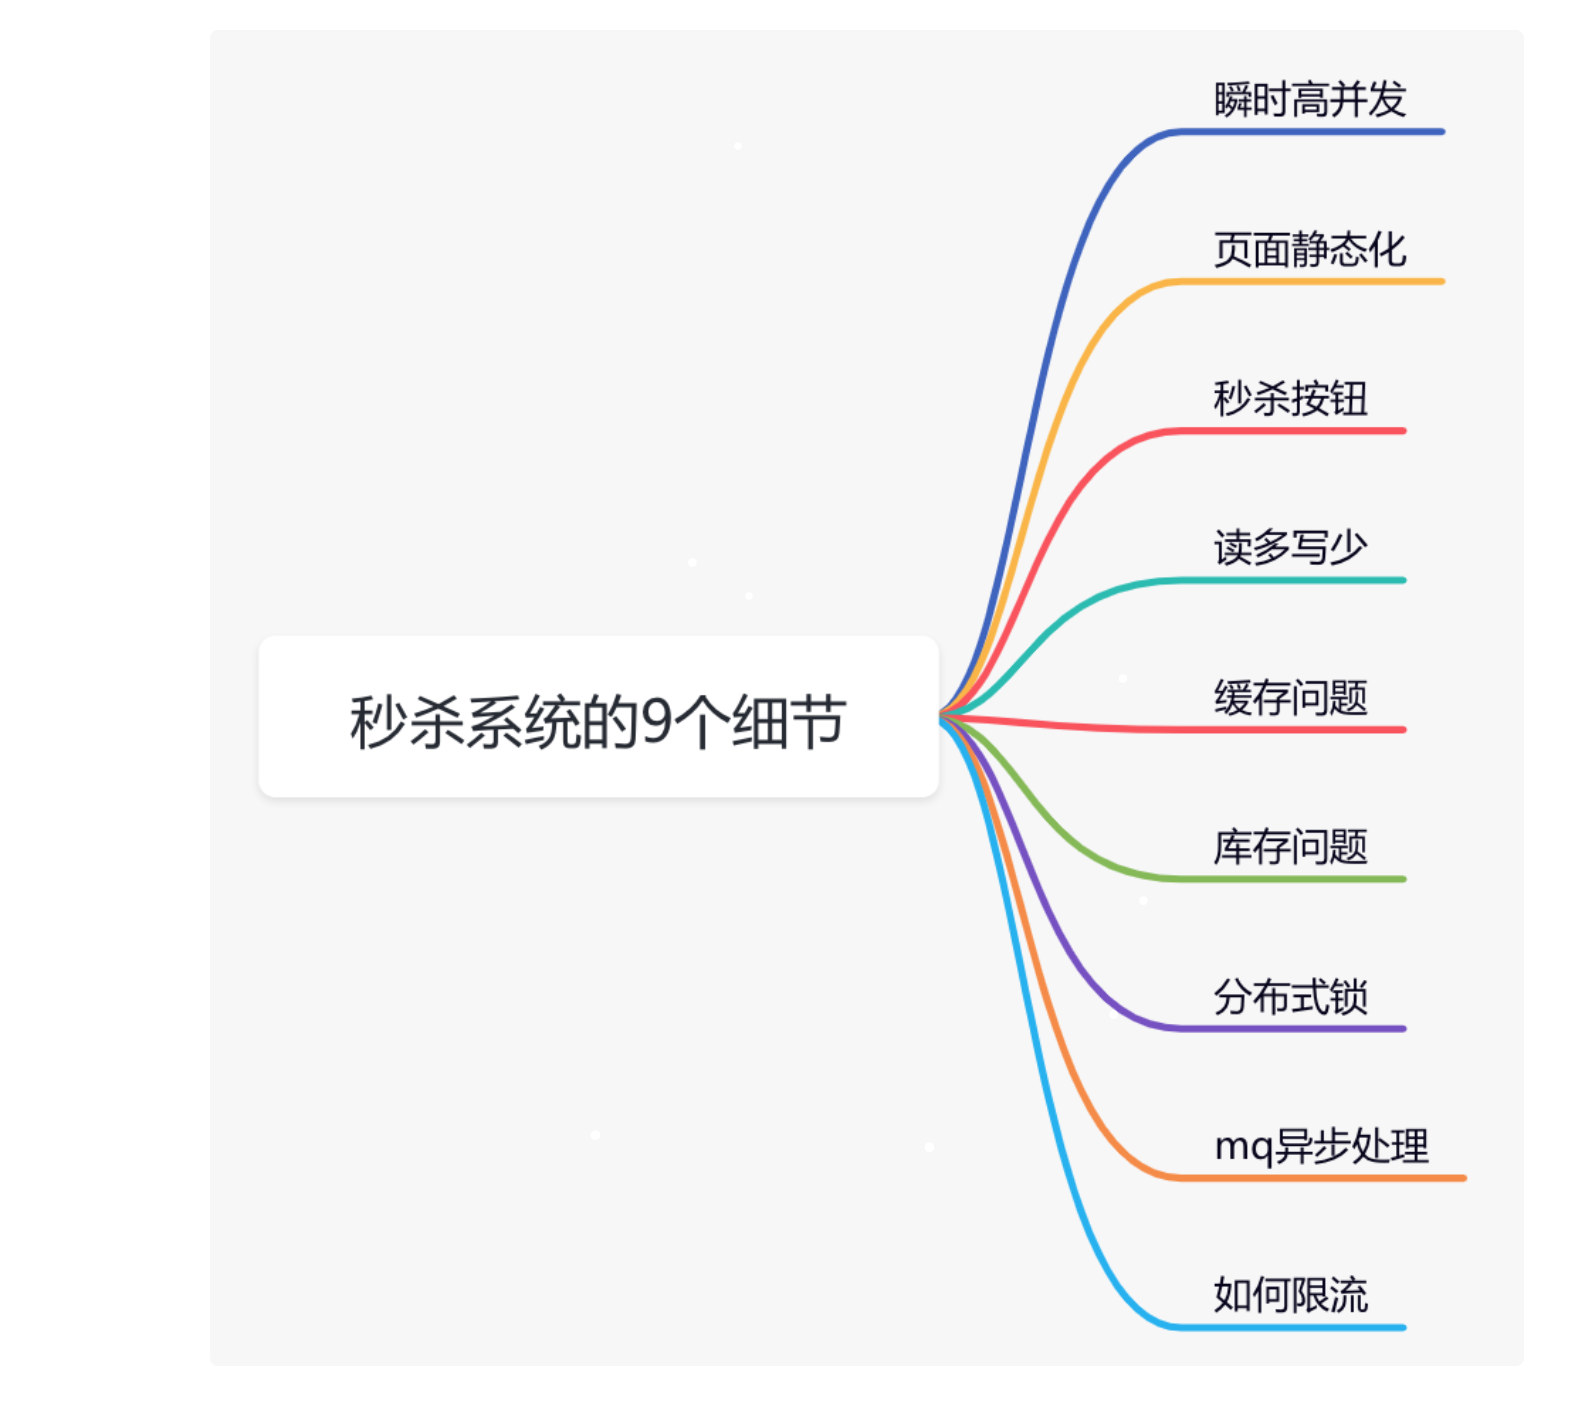 瞬时高并发
页面静态化
秒杀按钮
读多写少
秒杀系统的9个细节
缓存问题
库存问题
分布式锁
mq异步处理
如何限流